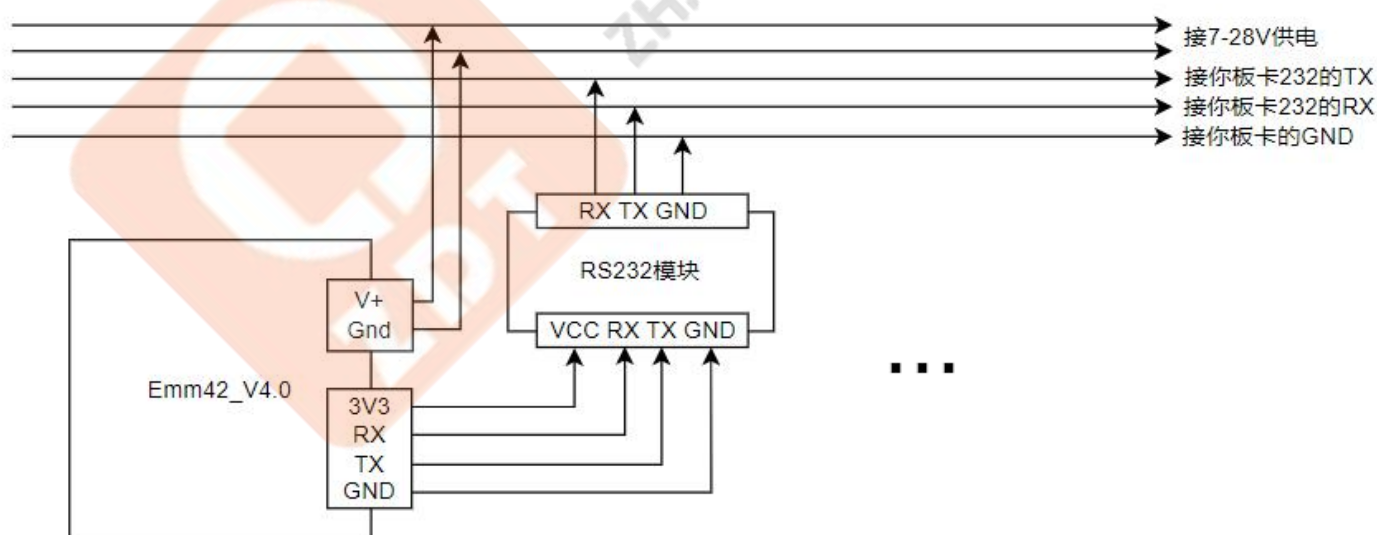 接7-28V供电
接你板卡232的TX
接你板卡232的RX
接你板卡的GND
RX TX GND
RS232模块
VCC RX TX GND
V+
Gnd
Emm42_V4.0
3V3
RX
TX
GND
...
ZDT